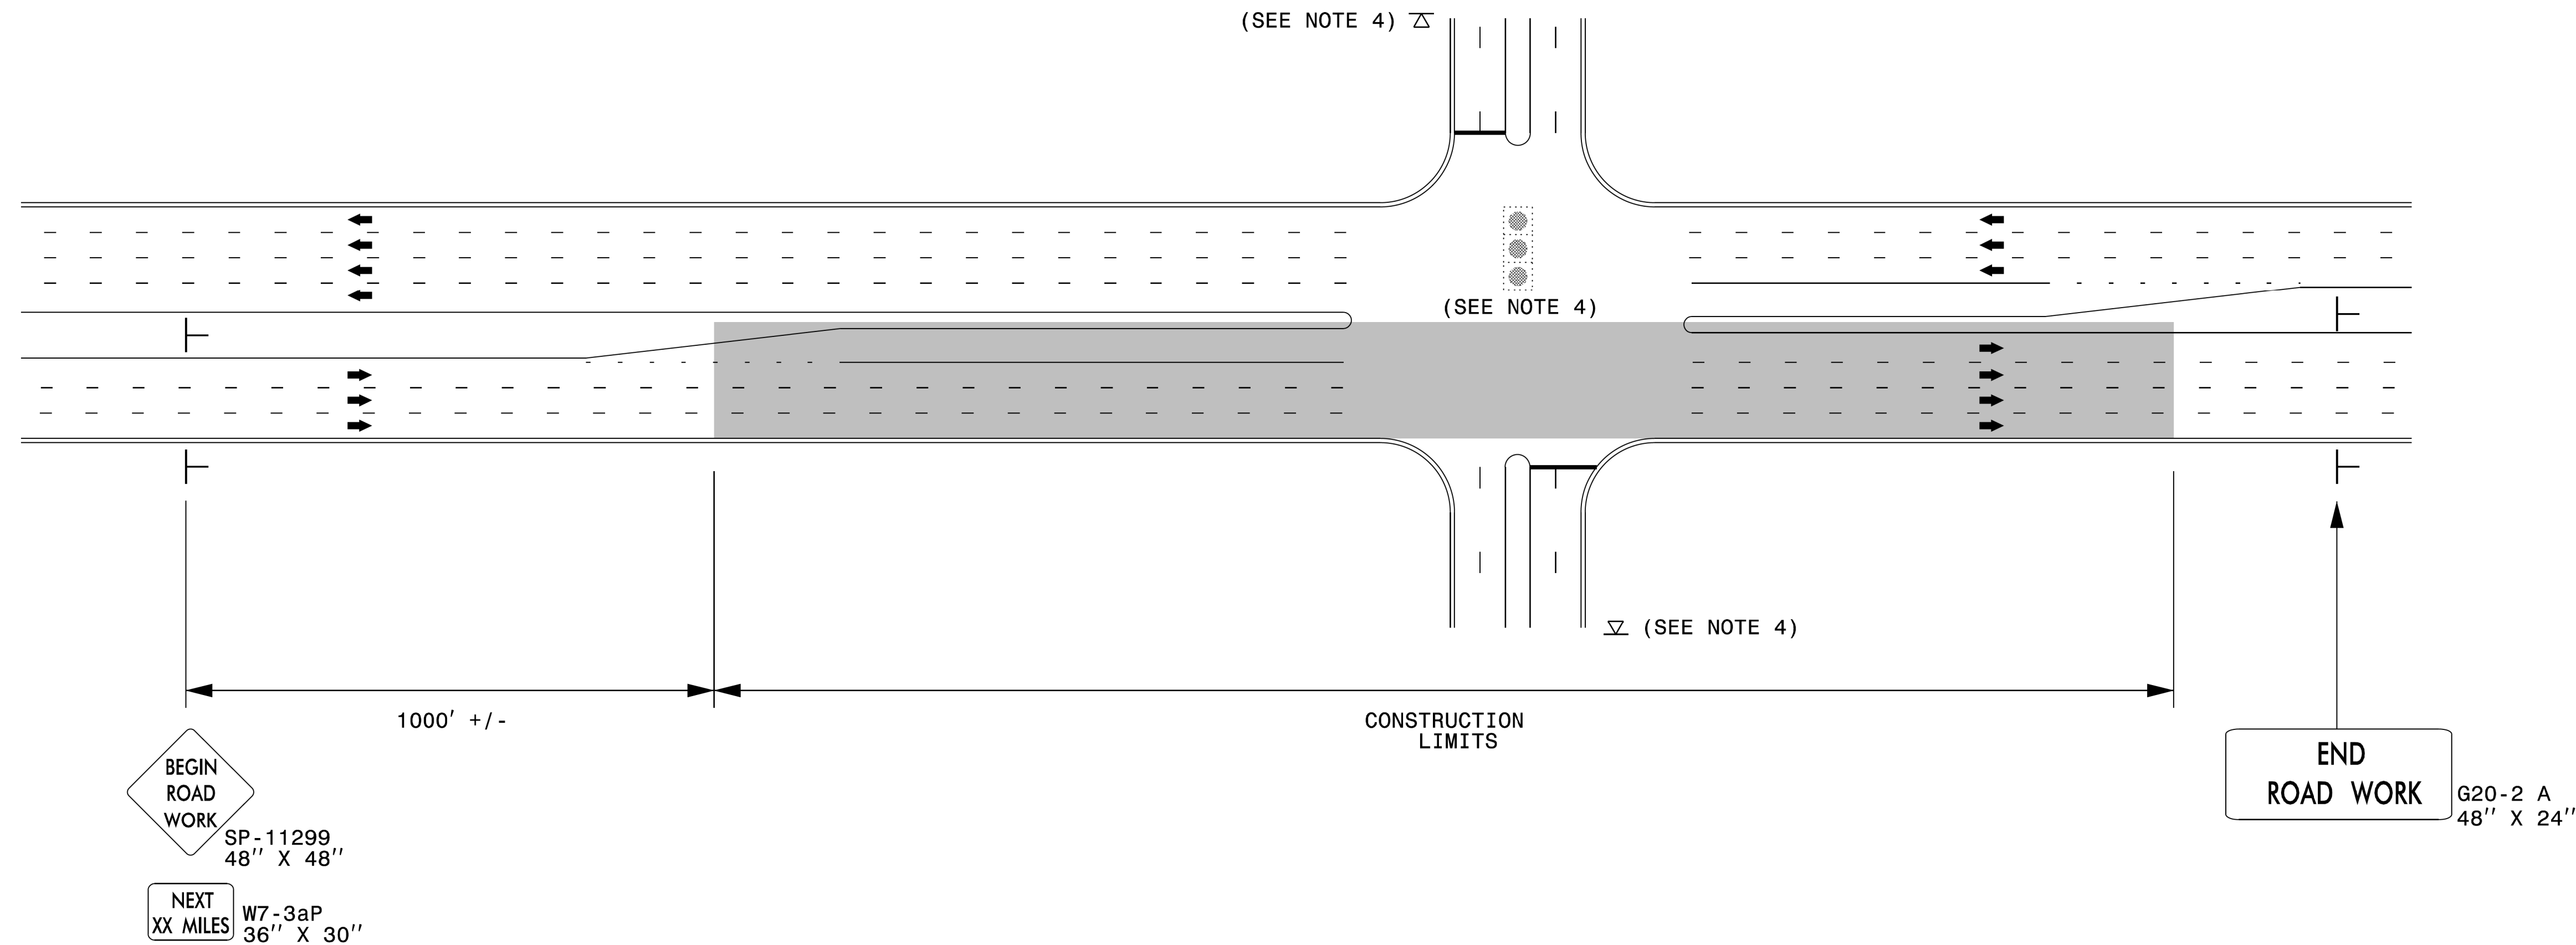 (SEE NOTE 4)
(SEE NOTE 4)
(SEE NOTE 4)
1000' +/-
CONSTRUCTION
LIMITS
BEGIN
ROAD
WORK
SP-11299
48'' X 48''
NEXT
XX MILES
W7-3aP
36'' X 30''
END
ROAD WORK
G20-2 A
48'' X 24''